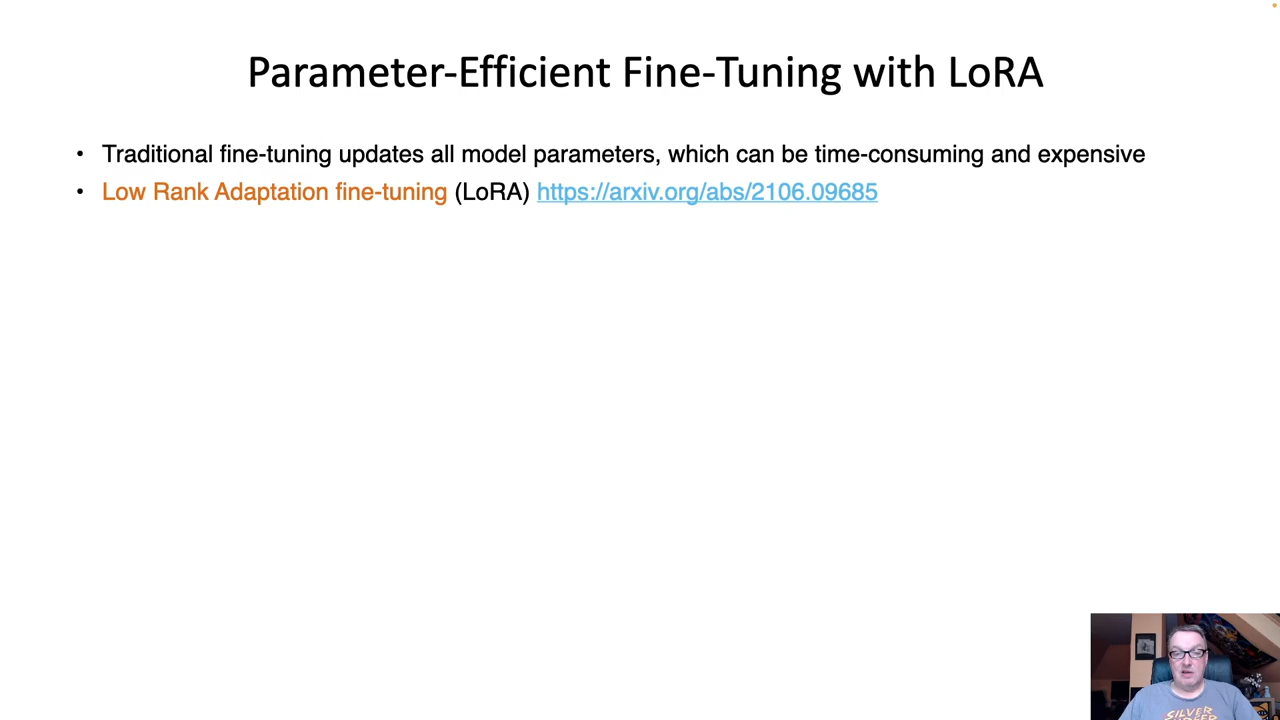 Parameter-Efficient Fine-Tuning with LoRA
• Traditional fine-tuning updates all model parameters, which can be time-consuming and expensive
• Low Rank Adaptation fine-tuning (LoRA) https://arxiv.org/abs/2106.09685
SILVER